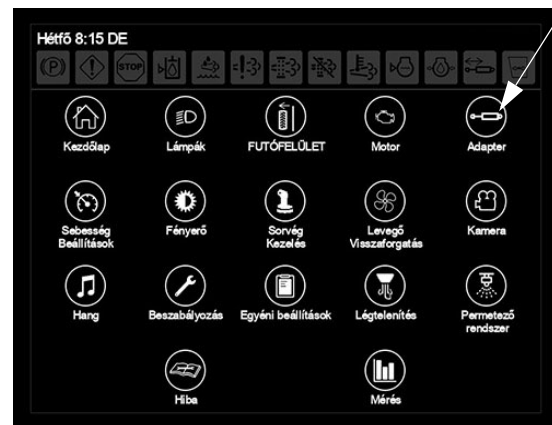 Hétfő 8:15 DE
(P) STOP
Kezdőlap Lámpák FUTÓFELÜLET Motor Adapter
Sebesség Beállítások Fényerő Sorvég Kezelés Levegő Visszaforgatás Kamera
Hang Beszabályozás Egyéni beállítások Légtelenítés Permetező rendszer
Hiba Mérés